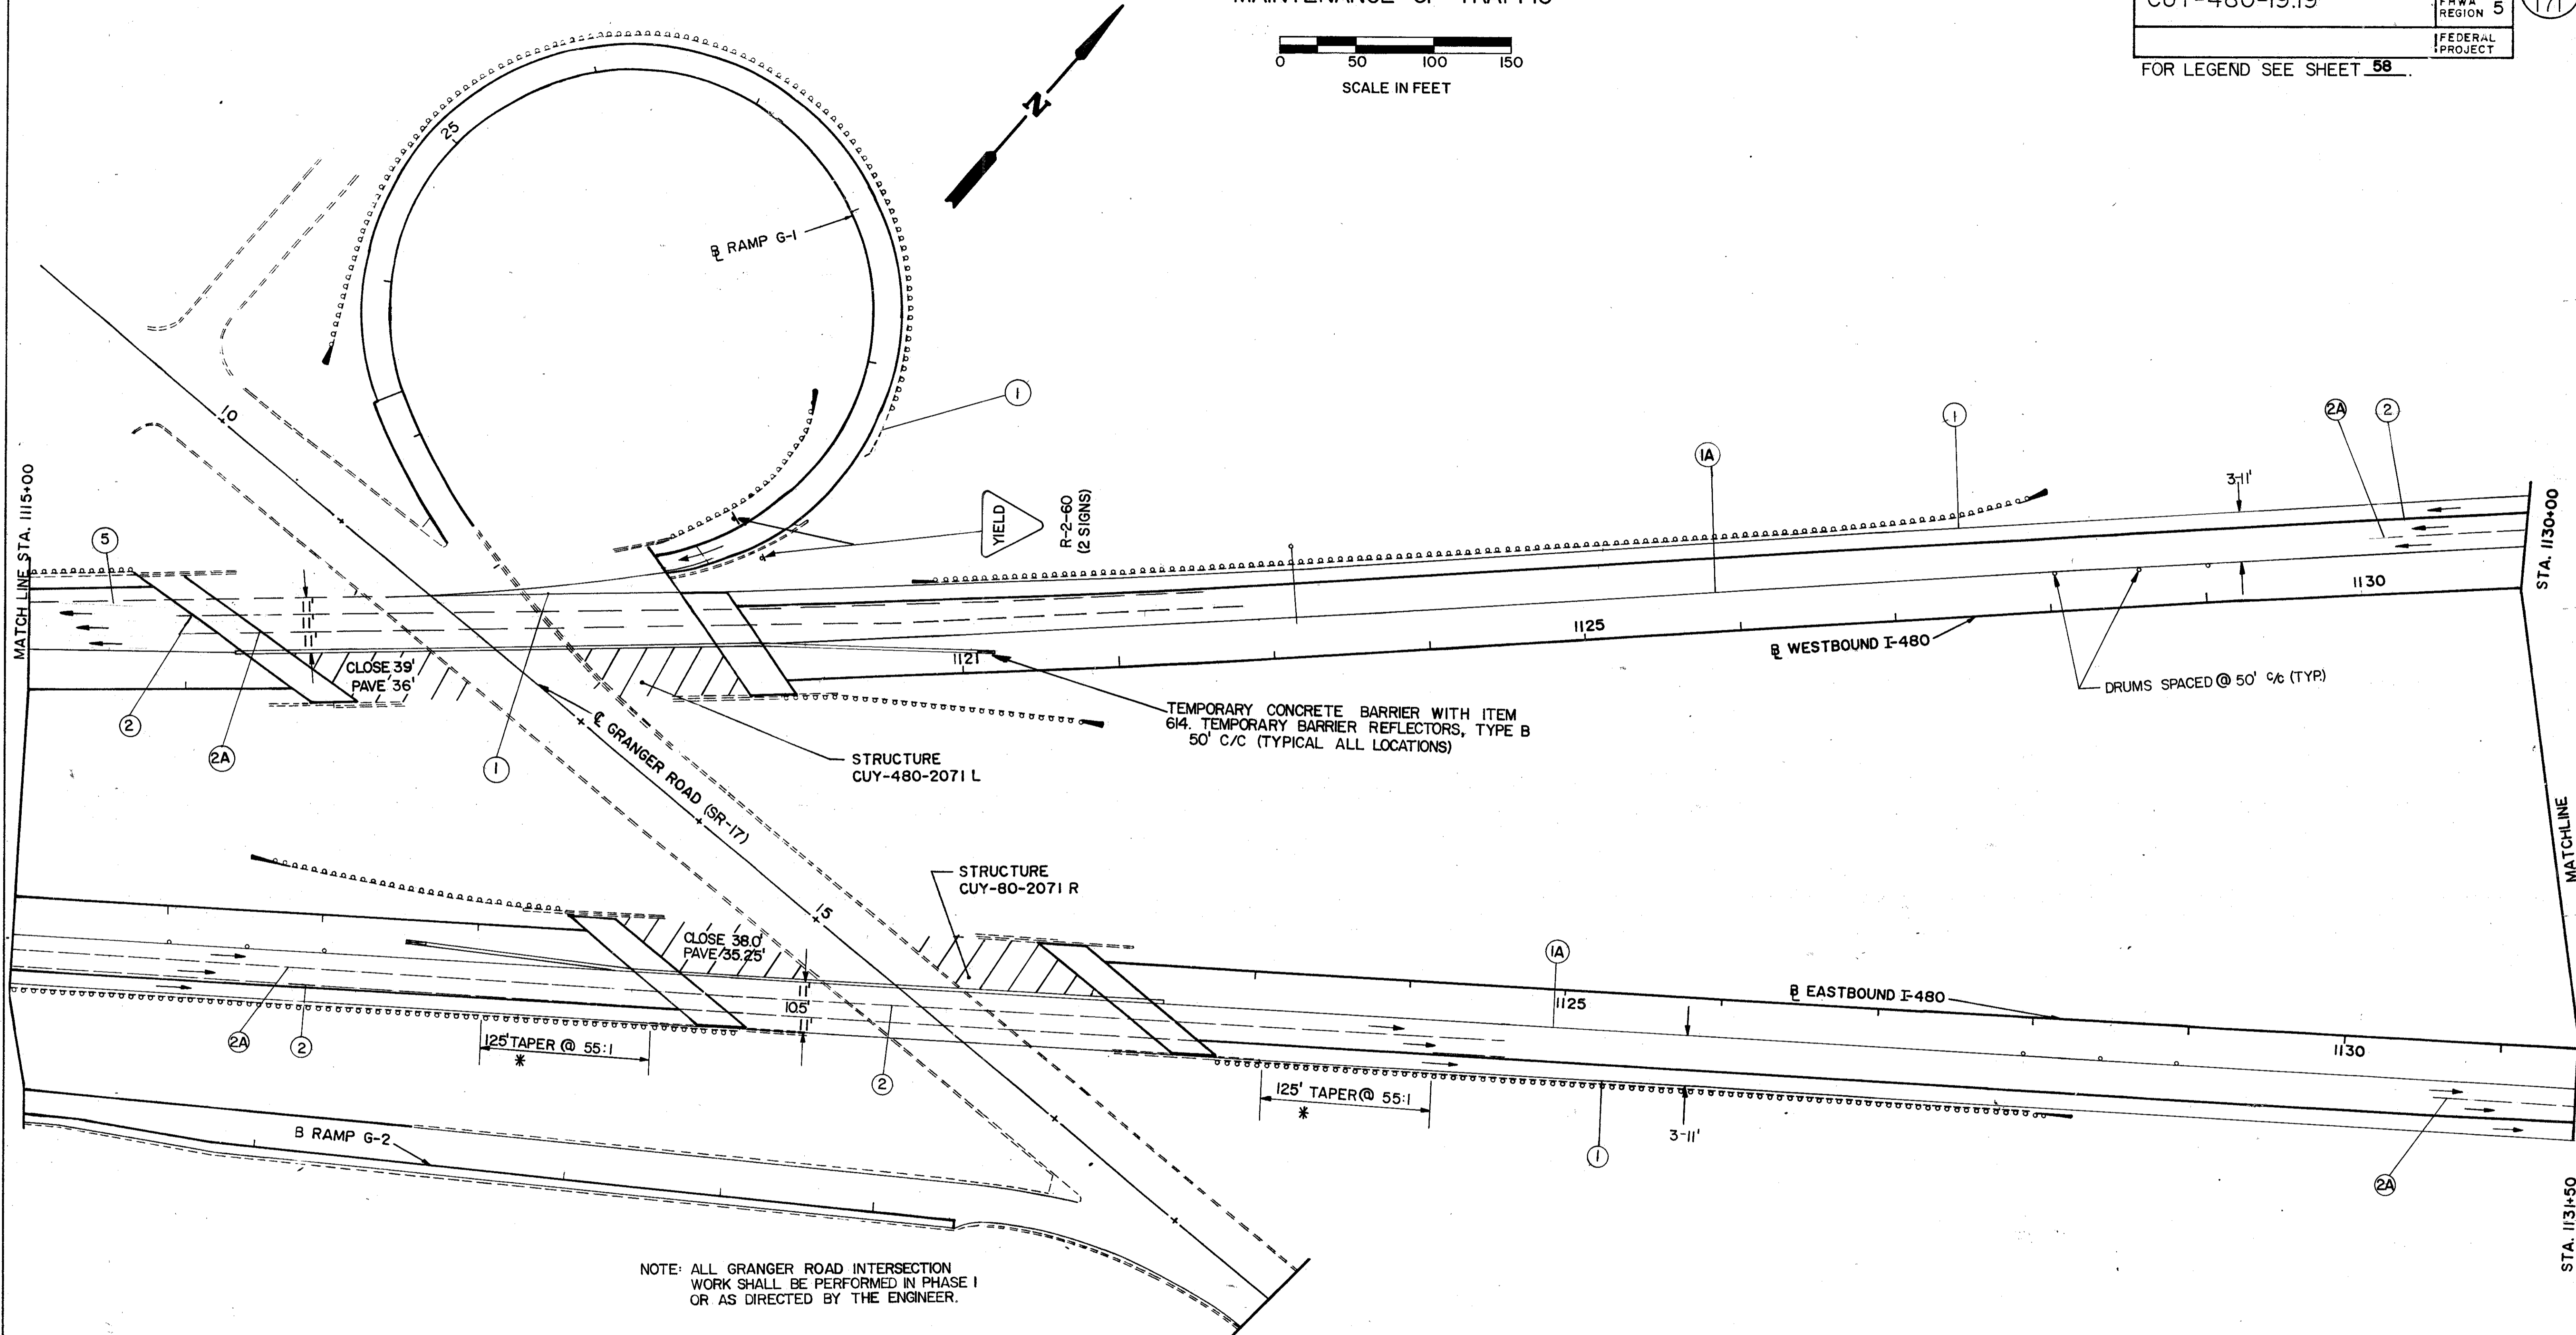 CUY-480-19.19
FHWA
REGION 5
171
FEDERAL
PROJECT
FOR LEGEND SEE SHEET 58.
0 50 100 150
SCALE IN FEET
N
25
℄ RAMP G-1
10
1
1
1A
2A
2
3-11'
MATCH LINE STA. 1115+00
5
YIELD
R-2-60
(2 SIGNS)
STA. 1130+00
11'
11'
CLOSE 39'
PAVE 36'
1121
1125
1130
℄ WESTBOUND I-480
DRUMS SPACED @ 50' c/c (TYP.)
2
2A
1
℄ GRANGER ROAD (SR-17)
TEMPORARY CONCRETE BARRIER WITH ITEM
614. TEMPORARY BARRIER REFLECTORS, TYPE B
50' C/C (TYPICAL ALL LOCATIONS)
STRUCTURE
CUY-480-2071 L
STRUCTURE
CUY-80-2071 R
15
MATCHLINE
CLOSE 38.0'
PAVE 35.25'
11'
10.5
11'
1A
1125
℄ EASTBOUND I-480
1130
2A
2
125' TAPER @ 55:1
*
2
125' TAPER @ 55:1
*
3-11'
1
2A
B RAMP G-2
STA. 1131+50
NOTE: ALL GRANGER ROAD INTERSECTION
WORK SHALL BE PERFORMED IN PHASE I
OR AS DIRECTED BY THE ENGINEER.